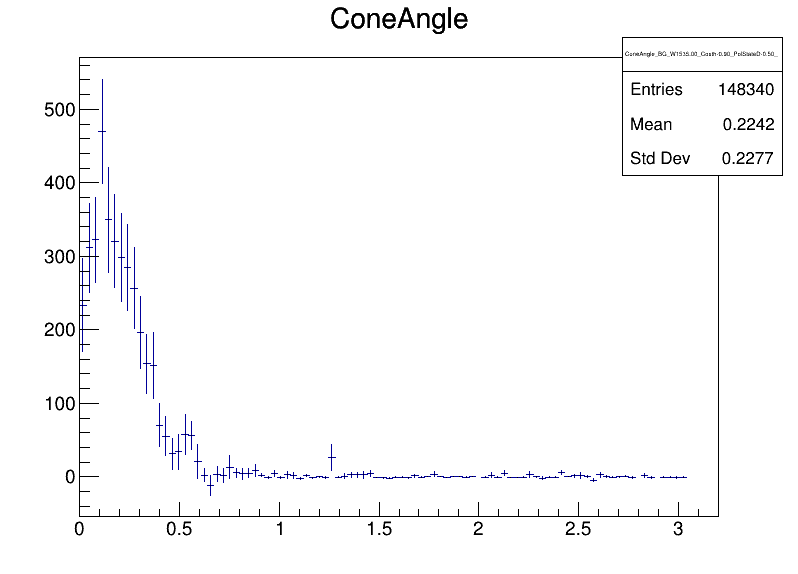 ConeAngle
ConeAngle_BG_W1535.00_Costh-0.90_PolStateD-0.50_
Entries 148340
Mean 0.2242
Std Dev 0.2277
500
400
300
200
100
0
0 0.5 1 1.5 2 2.5 3